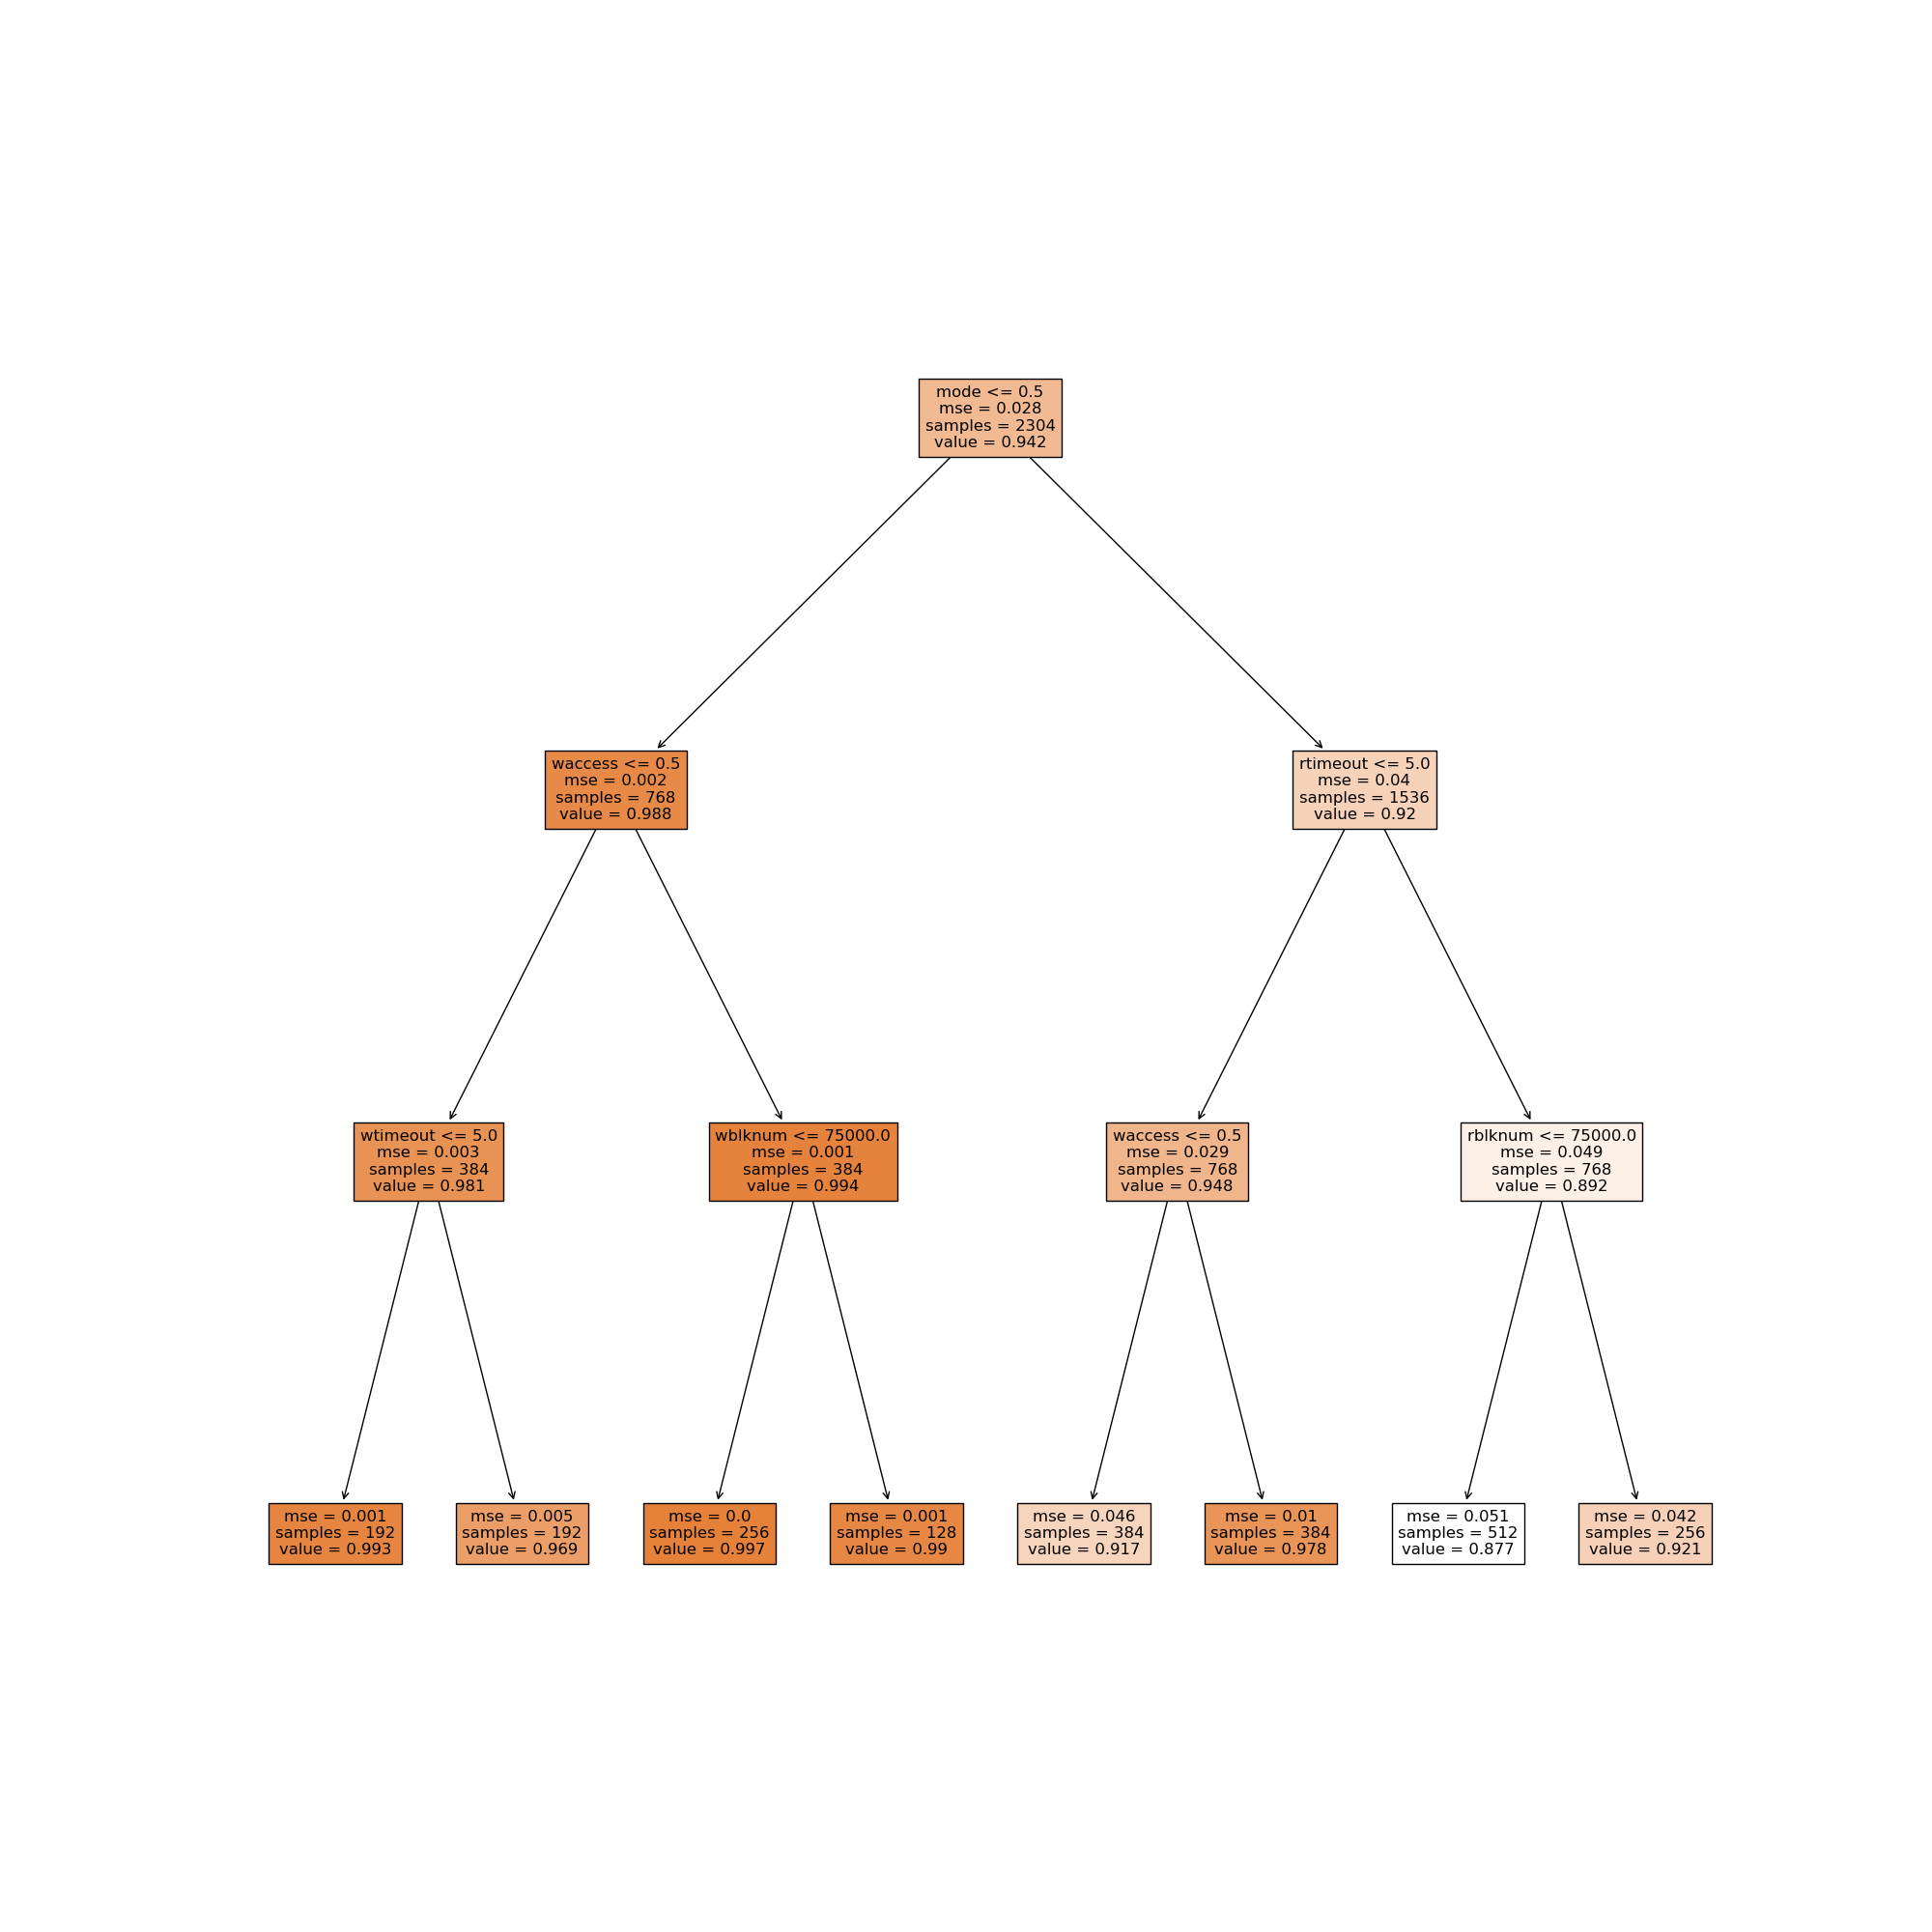 mode <= 0.5
mse = 0.028
samples = 2304
value = 0.942
waccess <= 0.5
mse = 0.002
samples = 768
value = 0.988
rtimeout <= 5.0
mse = 0.04
samples = 1536
value = 0.92
wtimeout <= 5.0
mse = 0.003
samples = 384
value = 0.981
wblknum <= 75000.0
mse = 0.001
samples = 384
value = 0.994
waccess <= 0.5
mse = 0.029
samples = 768
value = 0.948
rblknum <= 75000.0
mse = 0.049
samples = 768
value = 0.892
mse = 0.001
samples = 192
value = 0.993
mse = 0.005
samples = 192
value = 0.969
mse = 0.0
samples = 256
value = 0.997
mse = 0.001
samples = 128
value = 0.99
mse = 0.046
samples = 384
value = 0.917
mse = 0.01
samples = 384
value = 0.978
mse = 0.051
samples = 512
value = 0.877
mse = 0.042
samples = 256
value = 0.921